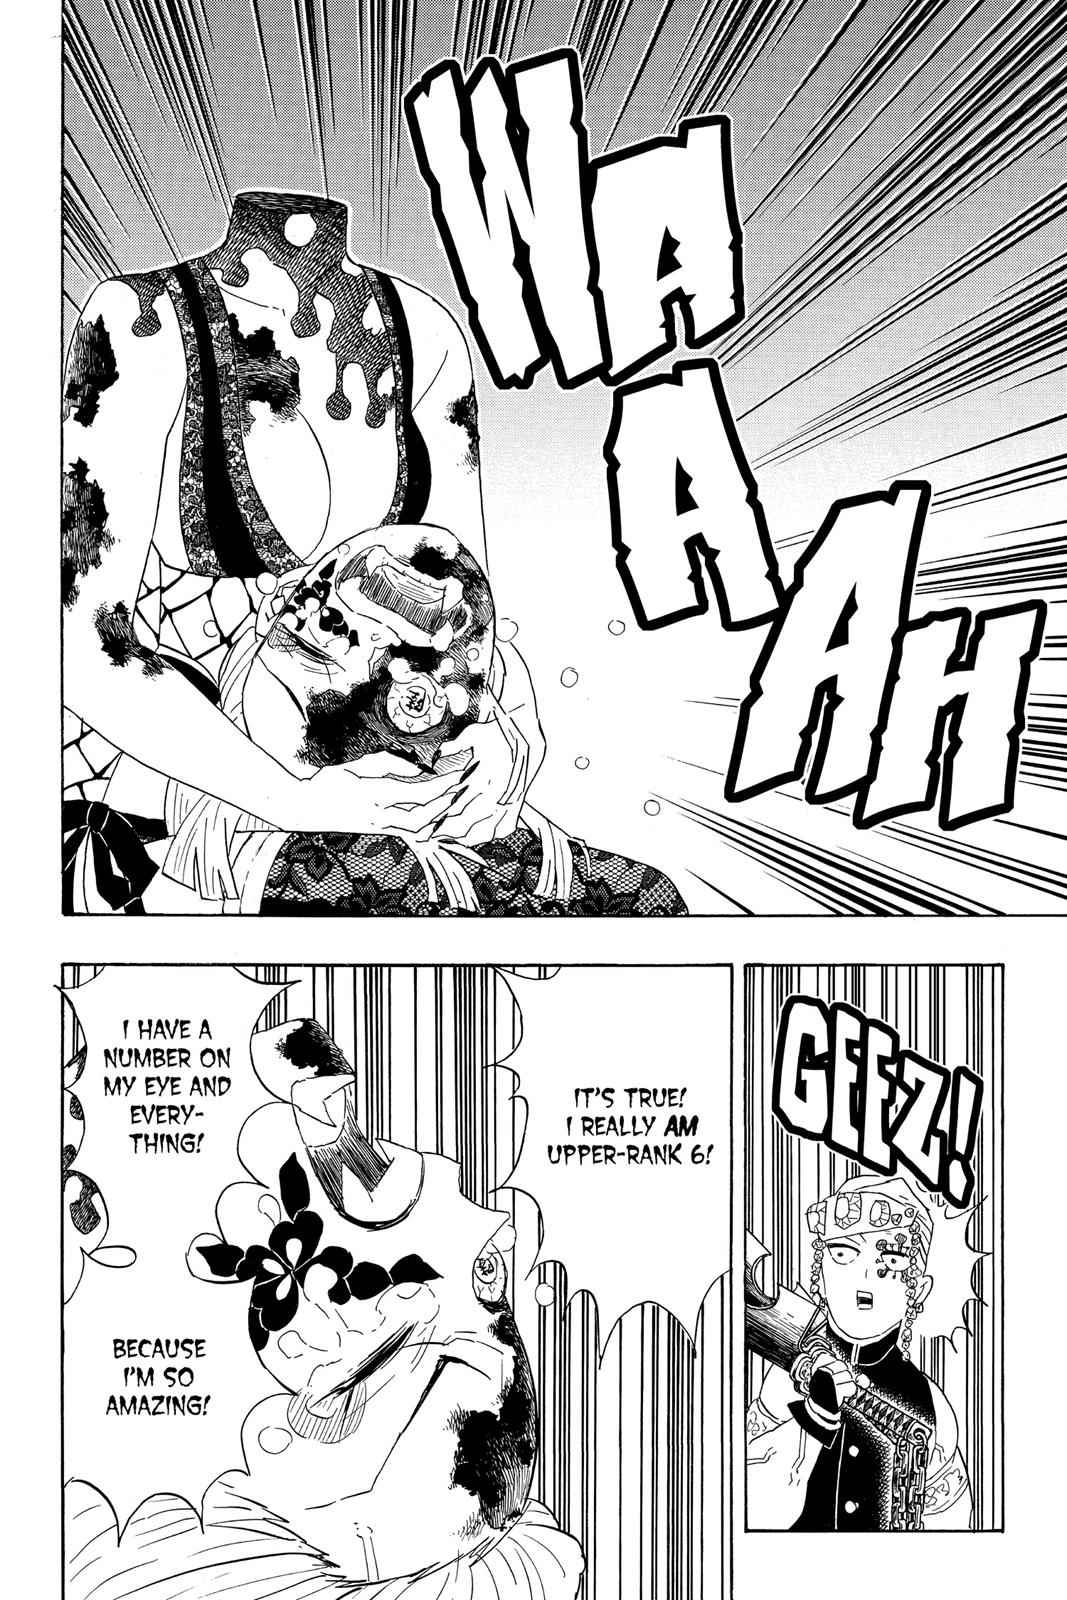 WAAAAH
GEEZ!
IT'S TRUE!
I REALLY AM
UPPER-RANK 6!
I HAVE A
NUMBER ON
MY EYE AND
EVERY-
THING!
BECAUSE
I'M SO
AMAZING!